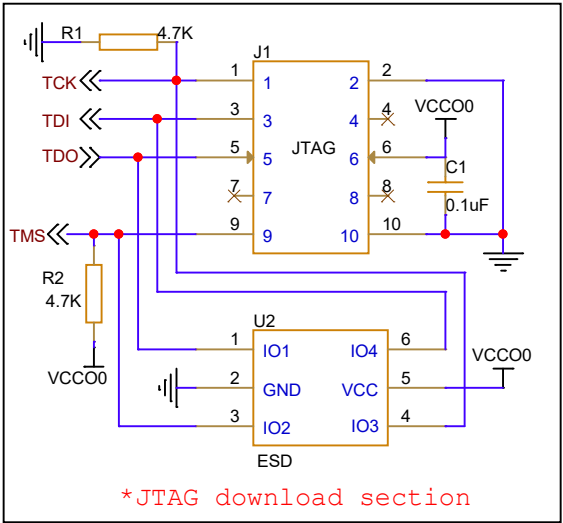 R1 4.7K
J1
TCK 1 1 2 2
VCCO0
TDI 3 3 4 4
JTAG
TDO 5 5 6 6
C1
7 7 8 8
0.1uF
TMS 9 9 10 10
R2
4.7K
U2
1 IO1 IO4 6
VCCO0
VCCO0
2 GND VCC 5
3 IO2 IO3 4
ESD
*JTAG download section